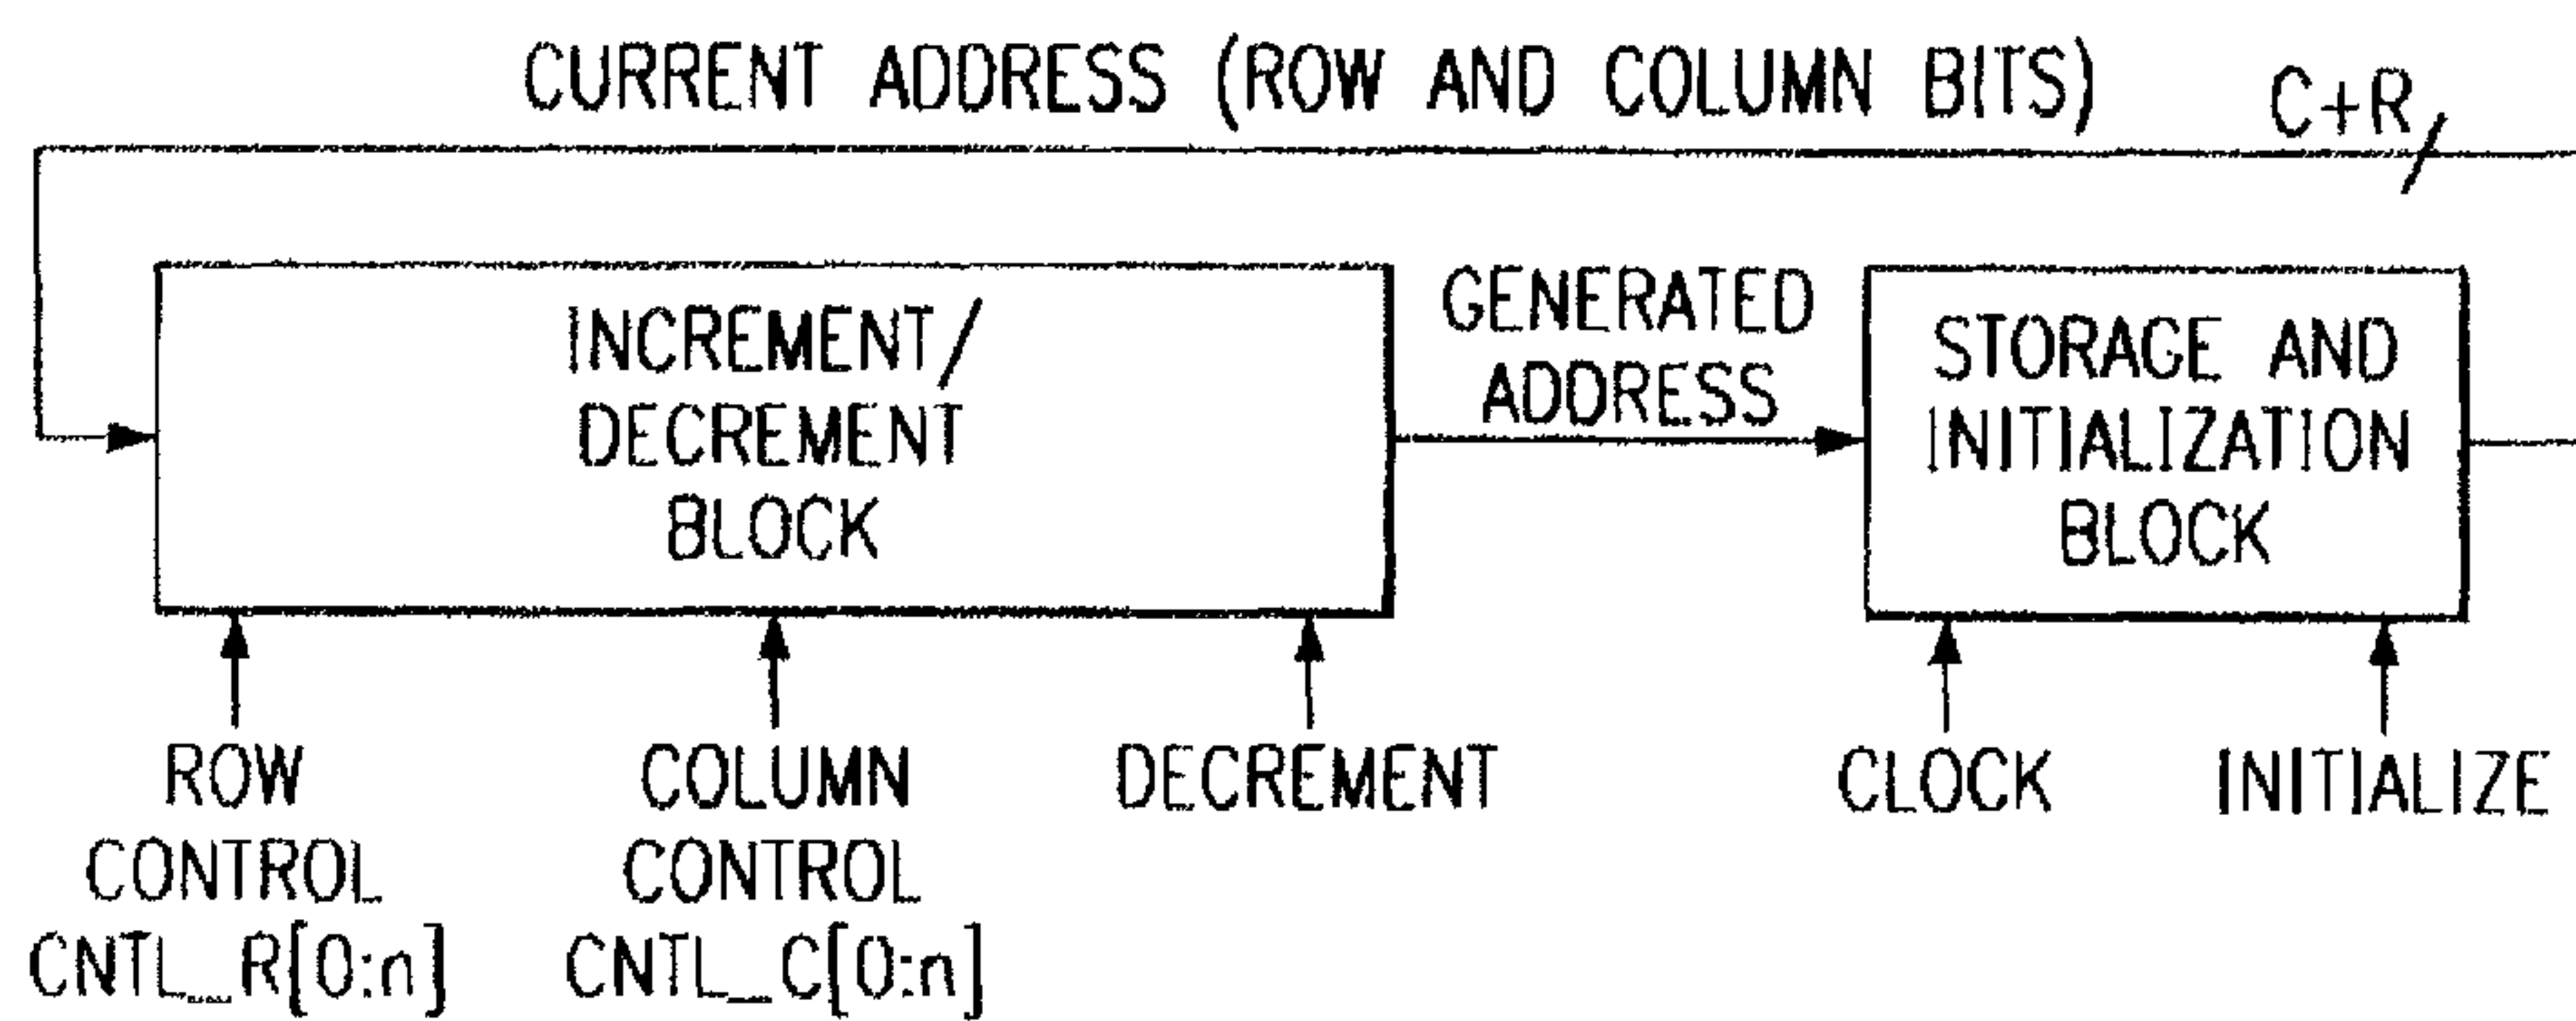 CURRENT ADDRESS (ROW AND COLUMN BITS)
C+R
INCREMENT/
DECREMENT
BLOCK
GENERATED
ADDRESS
STORAGE AND
INITIALIZATION
BLOCK
ROW
CONTROL
CNTL_R[0:n]
COLUMN
CONTROL
CNTL_C[0:n]
DECREMENT
CLOCK
INITIALIZE